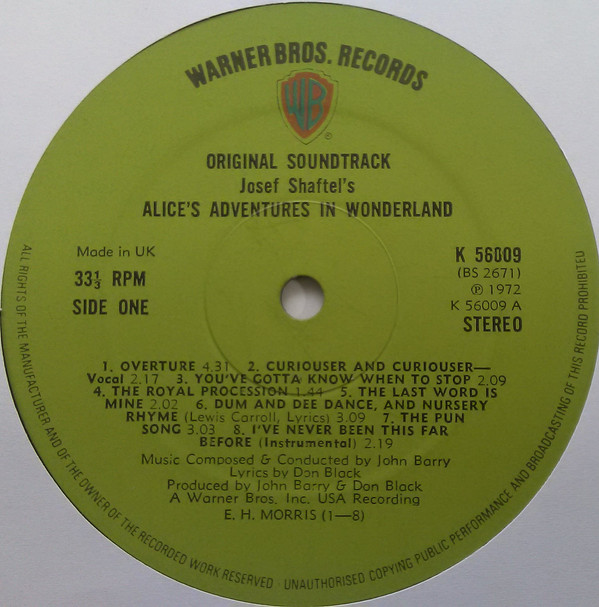 WARNER BROS. RECORDS
WB
®
ORIGINAL SOUNDTRACK
Josef Shaftel's
ALICE'S ADVENTURES IN WONDERLAND
Made in UK
33⅓ RPM
SIDE ONE
K 56009
(BS 2671)
℗ 1972
K 56009 A
STEREO
1. OVERTURE 4.31 2. CURIOUSER AND CURIOUSER—
Vocal 2.17 3. YOU'VE GOTTA KNOW WHEN TO STOP 2.09
4. THE ROYAL PROCESSION 1.44 5. THE LAST WORD IS
MINE 2.02 6. DUM AND DEE DANCE, AND NURSERY
RHYME (Lewis Carroll, Lyrics) 3.09 7. THE PUN
SONG 3.03 8. I'VE NEVER BEEN THIS FAR
BEFORE (Instrumental) 2.19
Music Composed & Conducted by John Barry
Lyrics by Don Black
Produced by John Barry & Don Black
A Warner Bros. Inc. USA Recording
E. H. MORRIS (1—8)
ALL RIGHTS OF THE MANUFACTURER AND OF THE OWNER OF THE RECORDED WORK RESERVED · UNAUTHORISED COPYING PUBLIC PERFORMANCE AND BROADCASTING OF THIS RECORD PROHIBITED